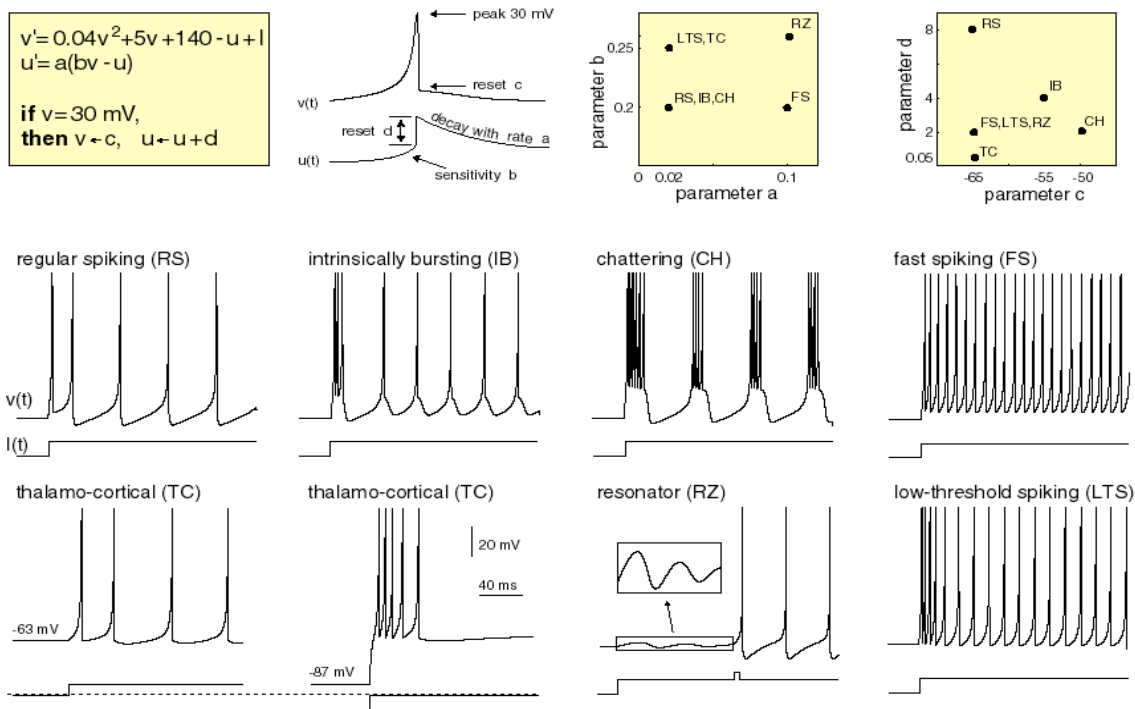 v'= 0.04v²+5v+140 - u + I
u'= a(bv - u)
if v= 30 mV,
then v←c, u←u+d
peak 30 mV
reset c
v(t)
reset d
decay with rate a
u(t)
sensitivity b
parameter b
0.25
0.2
LTS,TC
RZ
RS,IB,CH
FS
0
0.02
0.1
parameter a
parameter d
8
4
2
0.05
RS
IB
FS,LTS,RZ
CH
TC
-65
-55
-50
parameter c
regular spiking (RS)
intrinsically bursting (IB)
chattering (CH)
fast spiking (FS)
v(t)
I(t)
thalamo-cortical (TC)
thalamo-cortical (TC)
resonator (RZ)
low-threshold spiking (LTS)
20 mV
40 ms
-63 mV
-87 mV